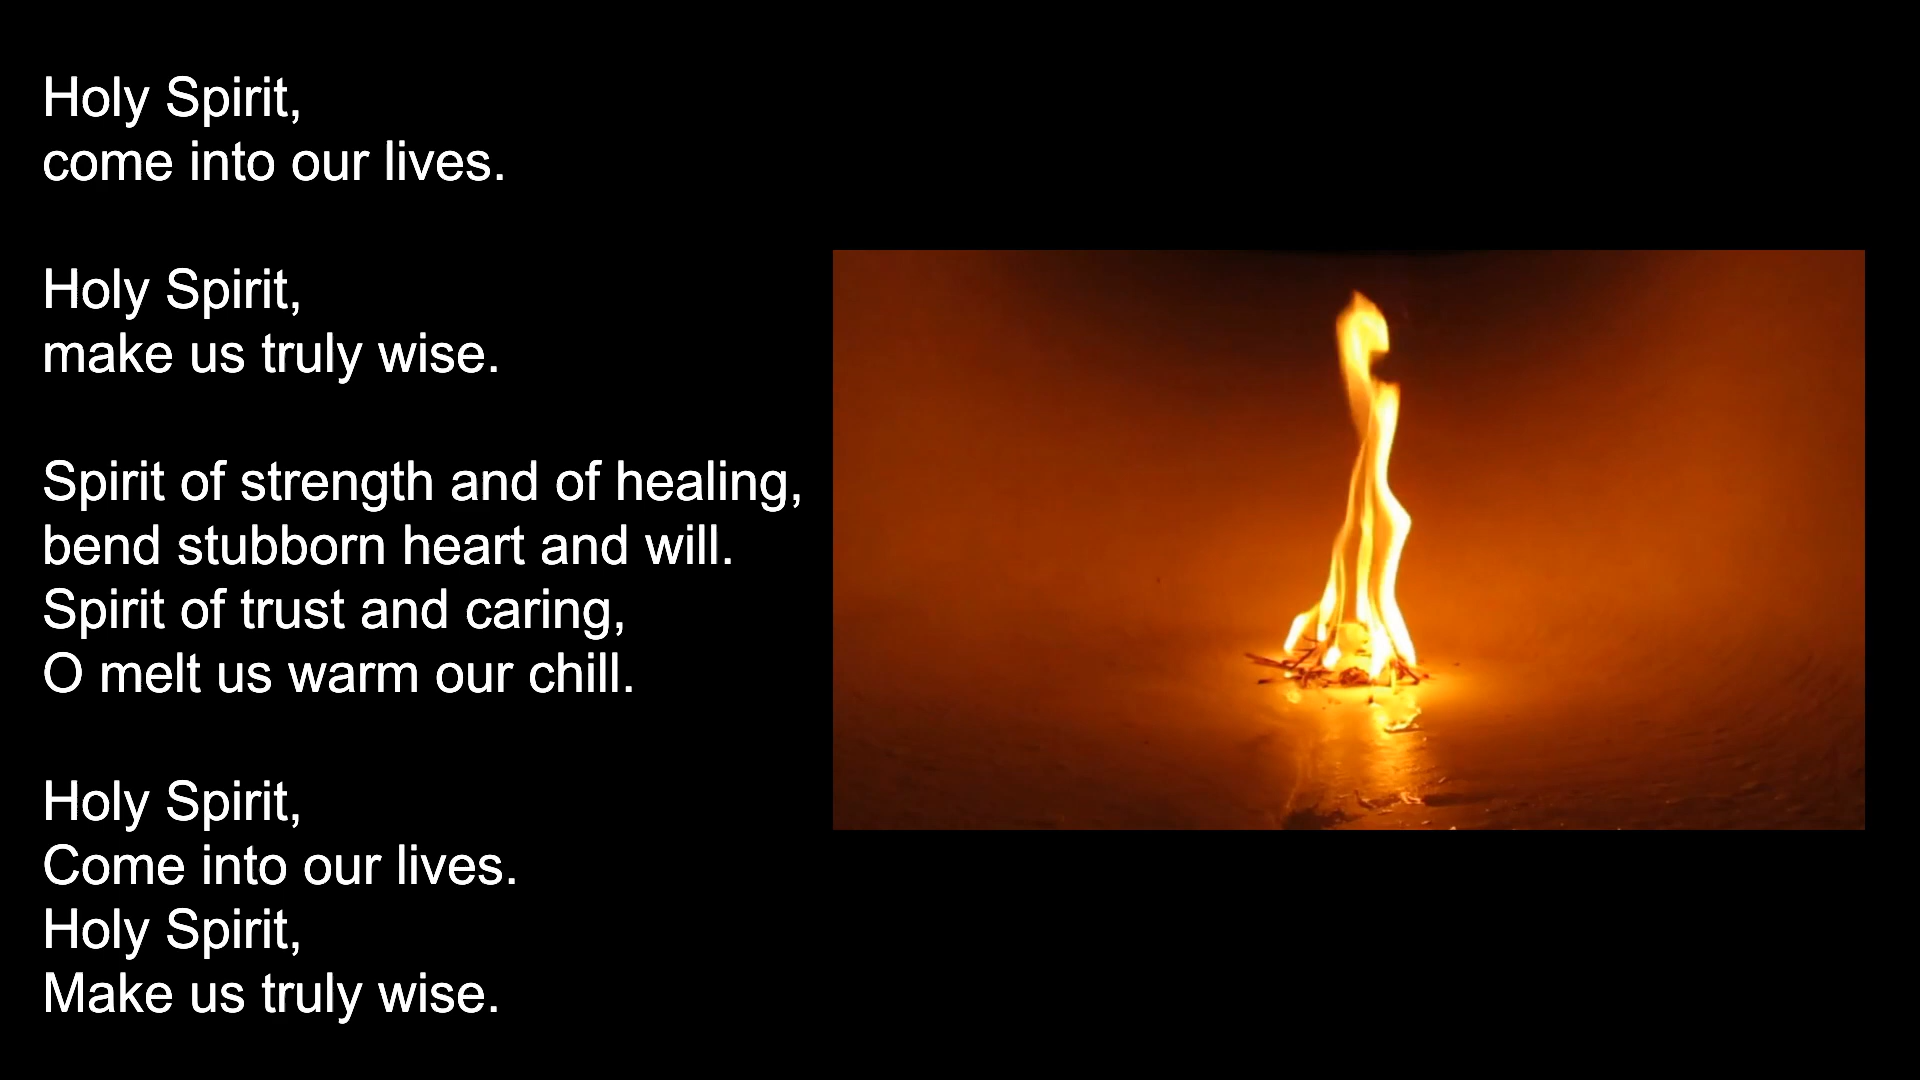 Holy Spirit,
come into our lives.
Holy Spirit,
make us truly wise.
Spirit of strength and of healing,
bend stubborn heart and will.
Spirit of trust and caring,
O melt us warm our chill.
Holy Spirit,
Come into our lives.
Holy Spirit,
Make us truly wise.